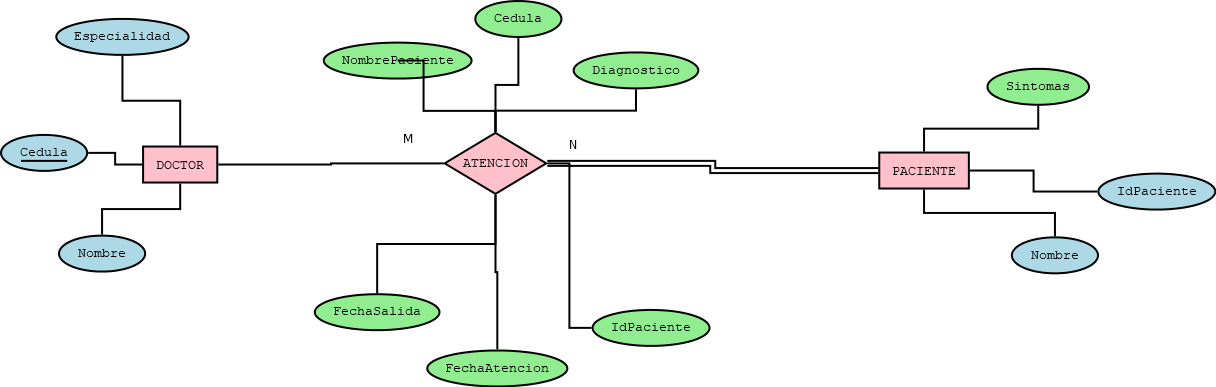 Cedula
Especialidad
NombrePaciente
Diagnostico
Sintomas
M
N
Cedula
DOCTOR
ATENCION
PACIENTE
IdPaciente
Nombre
Nombre
FechaSalida
IdPaciente
FechaAtencion